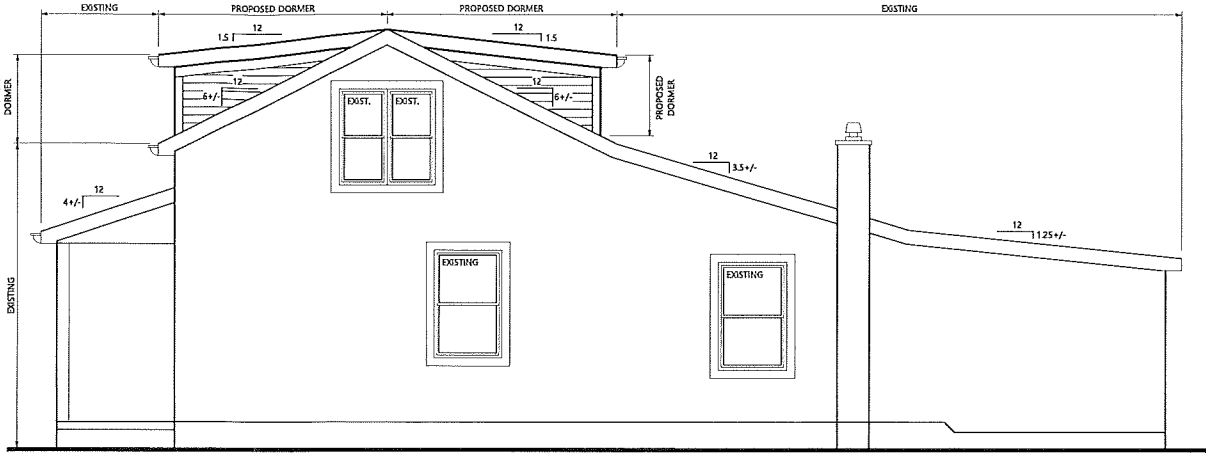 EXISTING
PROPOSED DORMER
PROPOSED DORMER
EXISTING
12
1.5
12
1.5
DORMER
12
6+/-
12
6+/-
PROPOSED
DORMER
EXIST.
EXIST.
12
3.5+/-
12
4+/-
12
1.25+/-
EXISTING
EXISTING
EXISTING